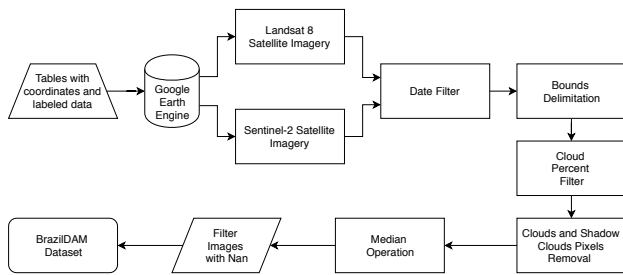 Tables with
coordinates and
labeled data
Google
Earth
Engine
Landsat 8
Satellite Imagery
Sentinel-2 Satellite
Imagery
Date Filter
Bounds
Delimitation
Cloud
Percent
Filter
Clouds and Shadow
Clouds Pixels
Removal
Median
Operation
Filter
Images
with Nan
BrazilDAM
Dataset